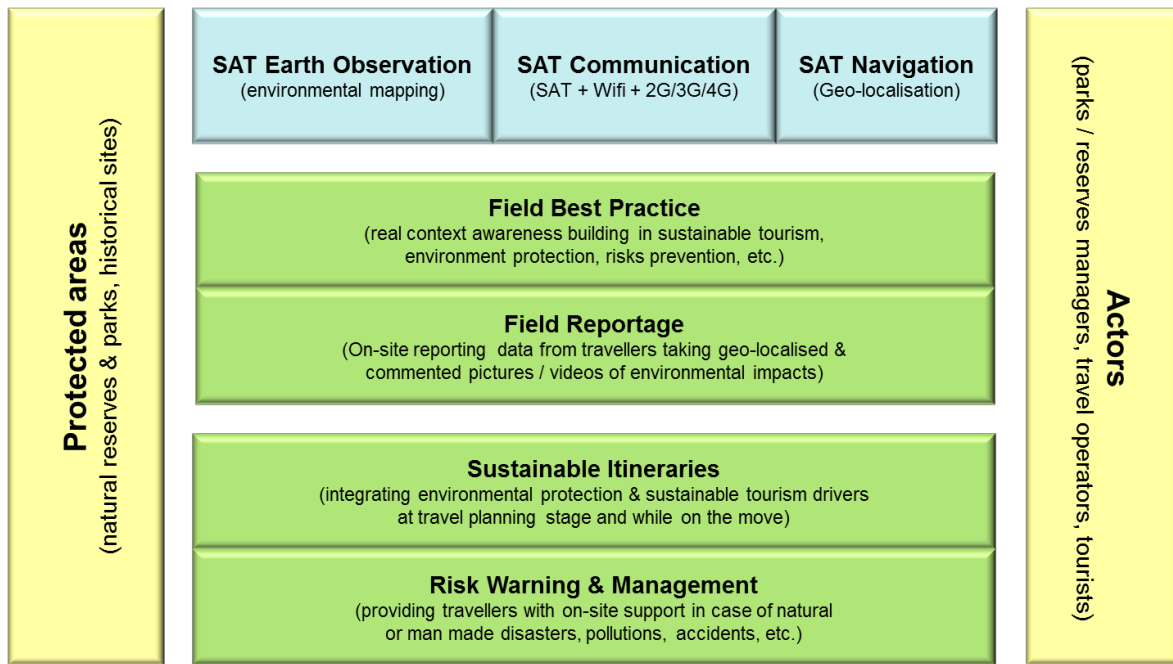 Protected areas
(natural reserves & parks, historical sites)
SAT Earth Observation
(environmental mapping)
SAT Communication
(SAT + Wifi + 2G/3G/4G)
SAT Navigation
(Geo-localisation)
Field Best Practice
(real context awareness building in sustainable tourism,
environment protection, risks prevention, etc.)
Field Reportage
(On-site reporting data from travellers taking geo-localised &
commented pictures / videos of environmental impacts)
Sustainable Itineraries
(integrating environmental protection & sustainable tourism drivers
at travel planning stage and while on the move)
Risk Warning & Management
(providing travellers with on-site support in case of natural
or man made disasters, pollutions, accidents, etc.)
Actors
(parks / reserves managers, travel operators, tourists)